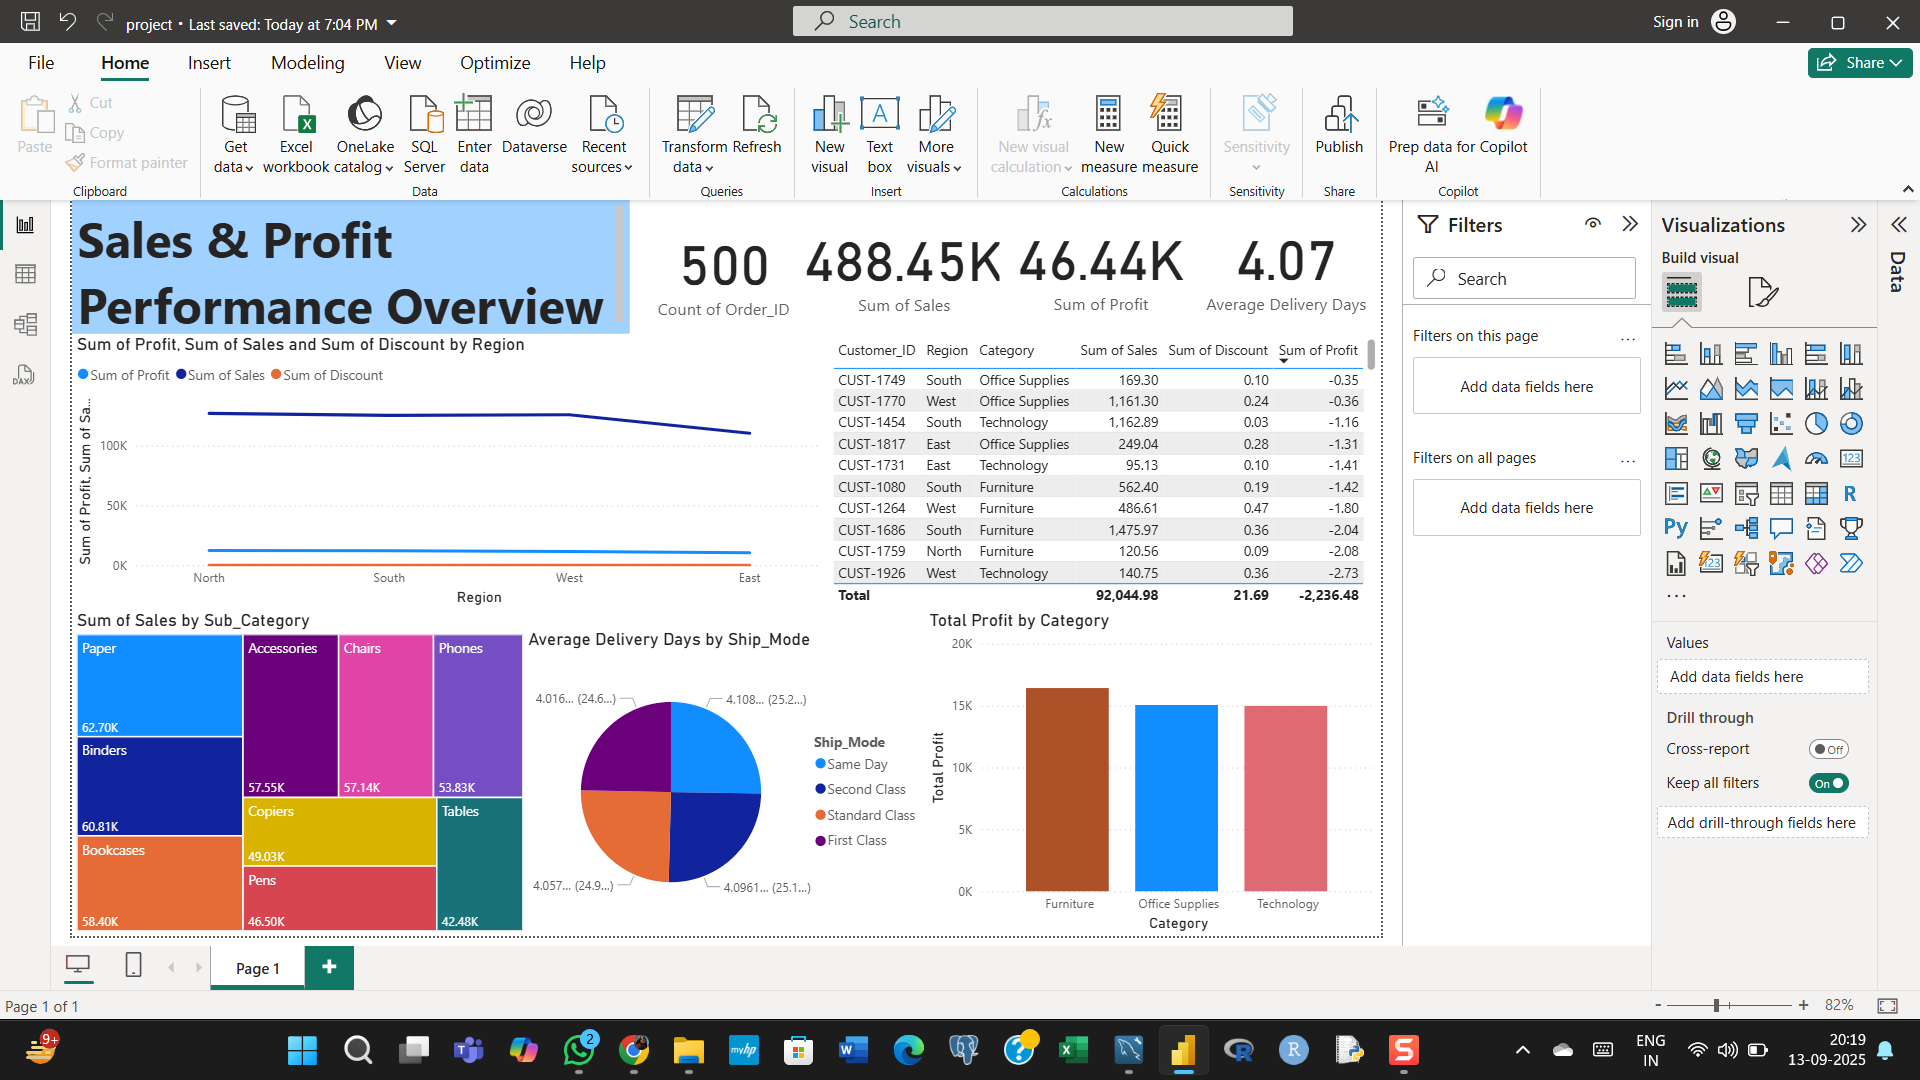 project • Last saved: Today at 7:04 PM
Search
Sign in
File
Home
Insert
Modeling
View
Optimize
Help
Share
Paste
Cut
Copy
Format painter
Clipboard
Get data
Excel workbook
OneLake catalog
SQL Server
Enter data
Dataverse
Recent sources
Data
Transform data
Refresh
Queries
New visual
Text box
More visuals
Insert
New visual calculation
New measure
Quick measure
Calculations
Sensitivity
Sensitivity
Publish
Share
Prep data for AI
Copilot
Copilot
Sales & Profit
Performance Overview
500
Count of Order_ID
488.45K
Sum of Sales
46.44K
Sum of Profit
4.07
Average Delivery Days
Sum of Profit, Sum of Sales and Sum of Discount by Region
Sum of Profit Sum of Sales Sum of Discount
Sum of Profit, Sum of Sa...
100K
50K
0K
North South West East
Region
Customer_ID Region Category Sum of Sales Sum of Discount Sum of Profit
CUST-1749 South Office Supplies 169.30 0.10 -0.35
CUST-1770 West Office Supplies 1,161.30 0.24 -0.36
CUST-1454 South Technology 1,162.89 0.03 -1.16
CUST-1817 East Office Supplies 249.04 0.28 -1.31
CUST-1731 East Technology 95.13 0.10 -1.41
CUST-1080 South Furniture 562.40 0.19 -1.42
CUST-1264 West Furniture 486.61 0.47 -1.80
CUST-1686 South Furniture 1,475.97 0.36 -2.04
CUST-1759 North Furniture 120.56 0.09 -2.08
CUST-1926 West Technology 140.75 0.36 -2.73
Total 92,044.98 21.69 -2,236.48
Sum of Sales by Sub_Category
Paper
62.70K
Binders
60.81K
Bookcases
58.40K
Accessories
57.55K
Chairs
57.14K
Phones
53.83K
Copiers
49.03K
Pens
46.50K
Tables
42.48K
Average Delivery Days by Ship_Mode
4.016... (24.6...)
4.108... (25.2...)
4.057... (24.9...)
4.0961... (25.1...)
Ship_Mode
Same Day
Second Class
Standard Class
First Class
Total Profit by Category
Total Profit
20K
15K
10K
5K
0K
Furniture Office Supplies Technology
Category
Filters
Search
Filters on this page
...
Add data fields here
Filters on all pages
...
Add data fields here
Visualizations
Build visual
123
R
Py
123
...
Values
Add data fields here
Drill through
Cross-report
Off
Keep all filters
On
Add drill-through fields here
Data
DAX
Page 1
+
Page 1 of 1
- + 82%
9+
2
myhp
ENG
IN
20:19
13-09-2025